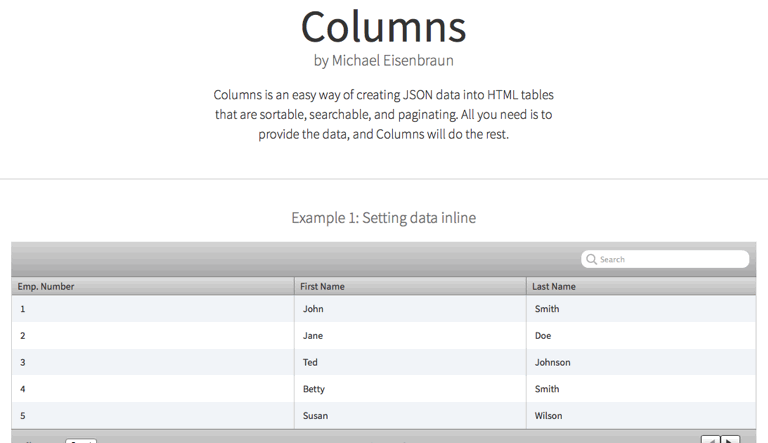 Columns
by Michael Eisenbraun
Columns is an easy way of creating JSON data into HTML tables
that are sortable, searchable, and paginating. All you need is to
provide the data, and Columns will do the rest.
Example 1: Setting data inline
Search
Emp. Number First Name Last Name
1 John Smith
2 Jane Doe
3 Ted Johnson
4 Betty Smith
5 Susan Wilson